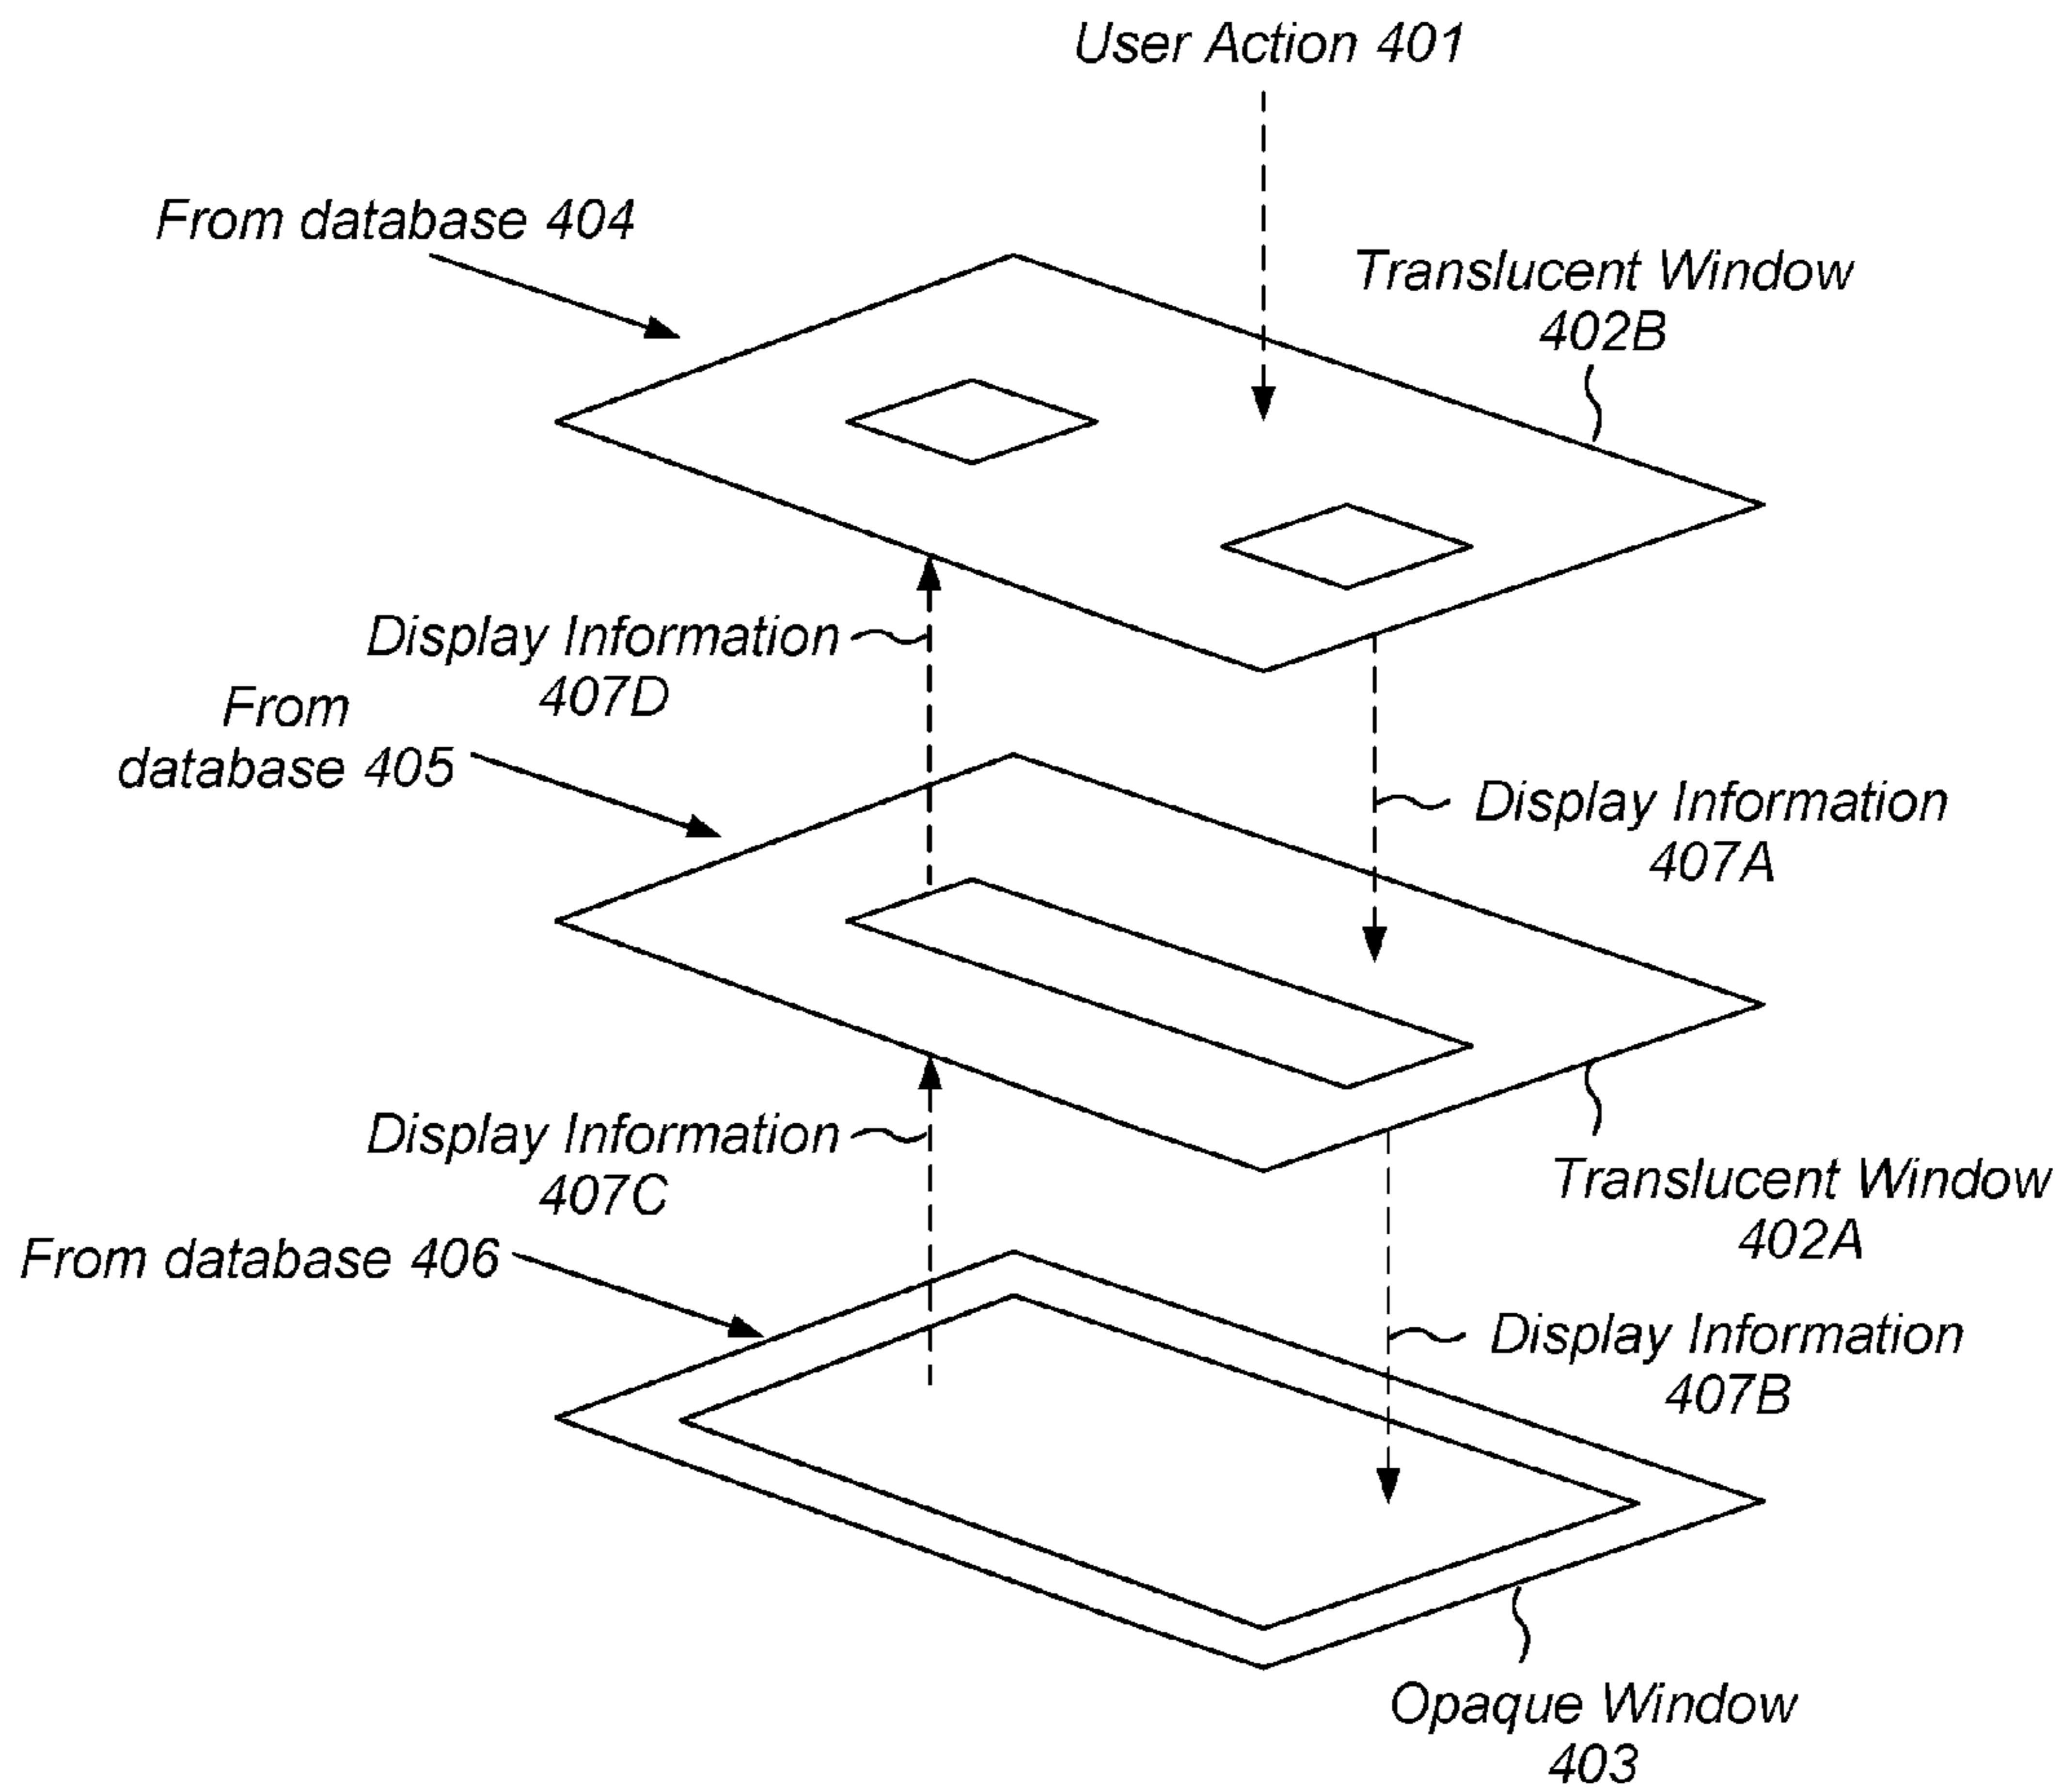 User Action 401
From database 404
Translucent Window
402B
Display Information
407D
From
database 405
Display Information
407A
Display Information
407C
Translucent Window
402A
From database 406
Display Information
407B
Opaque Window
403